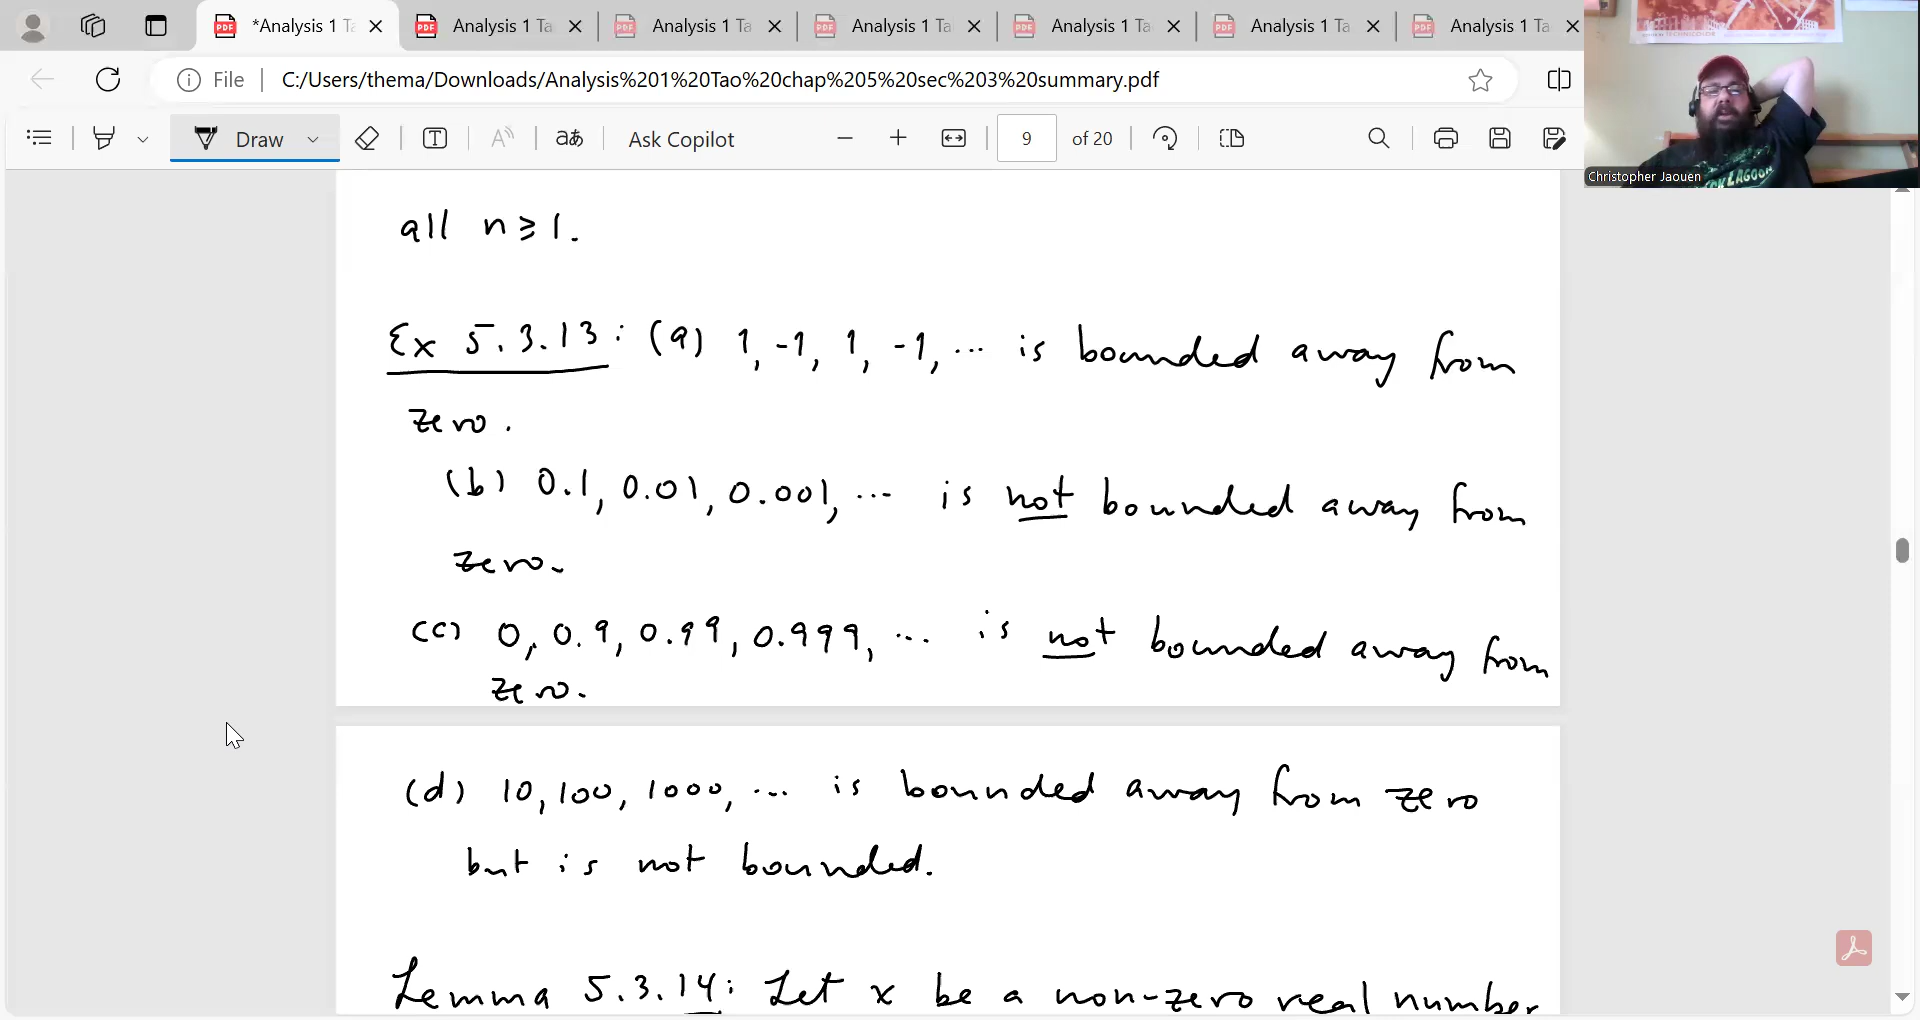 *Analysis 1 Ta
Analysis 1 Ta
Analysis 1 Ta
Analysis 1 Ta
Analysis 1 Ta
Analysis 1 Ta
Analysis 1 Ta
File
C:/Users/thema/Downloads/Analysis%201%20Tao%20chap%205%20sec%203%20summary.pdf
Draw
aあ
Ask Copilot
9 of 20
Christopher Jaouen
all n ≥ 1.
Ex 5.3.13: (a) 1, -1, 1, -1, ... is bounded away from
zero.
(b) 0.1, 0.01, 0.001, ... is not bounded away from
zero.
(c) 0, 0.9, 0.99, 0.999, ... is not bounded away from
zero.
(d) 10, 100, 1000, ... is bounded away from zero
but is not bounded.
Lemma 5.3.14: Let x be a non-zero real number